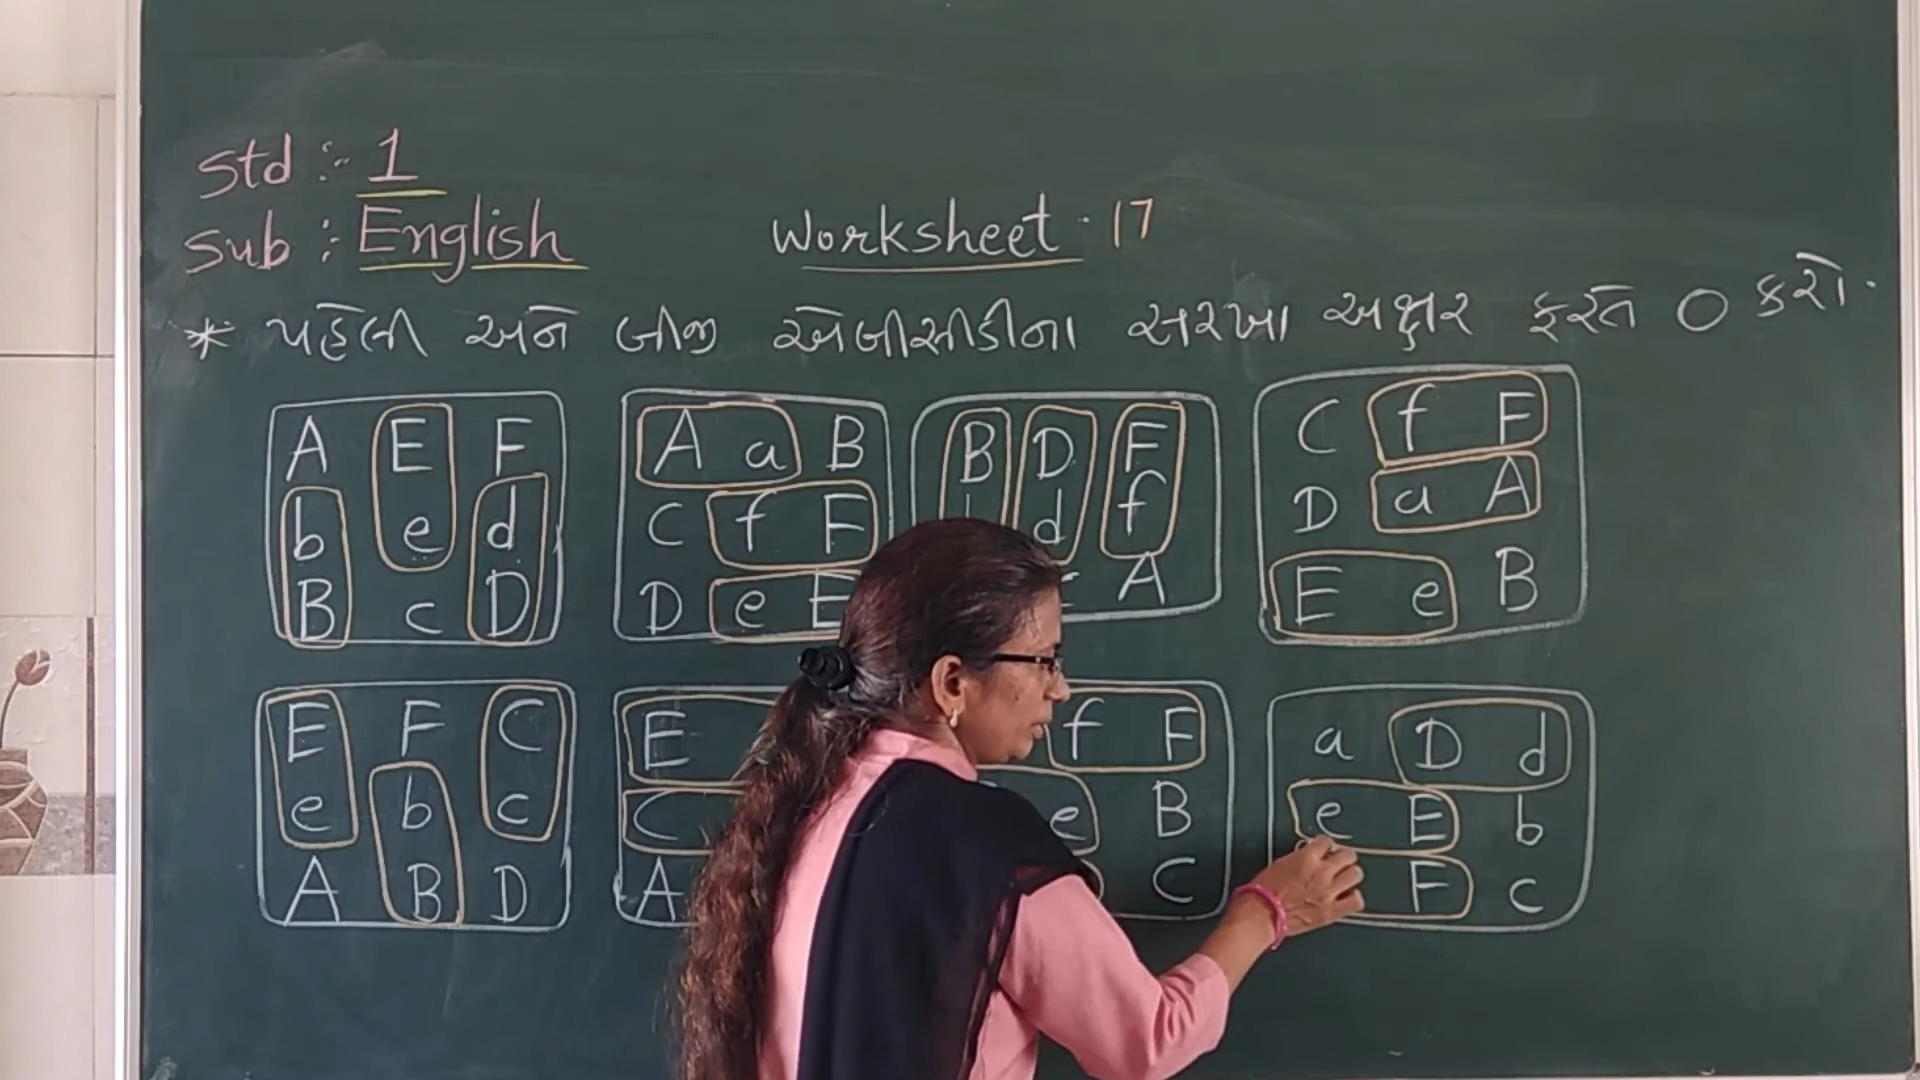 Std :- 1
Sub : English
Worksheet - 17
* પહેલી અને બીજી એબીસીડીના સરખા અક્ષર ફરતે O કરો.
A E F
b e d
B c D
A a B
C f F
D e E
B D F
d f
A
C f F
D a A
E e B
E F C
e b c
A B D
E
C
A
f F
e B
C
a D d
e E b
F c